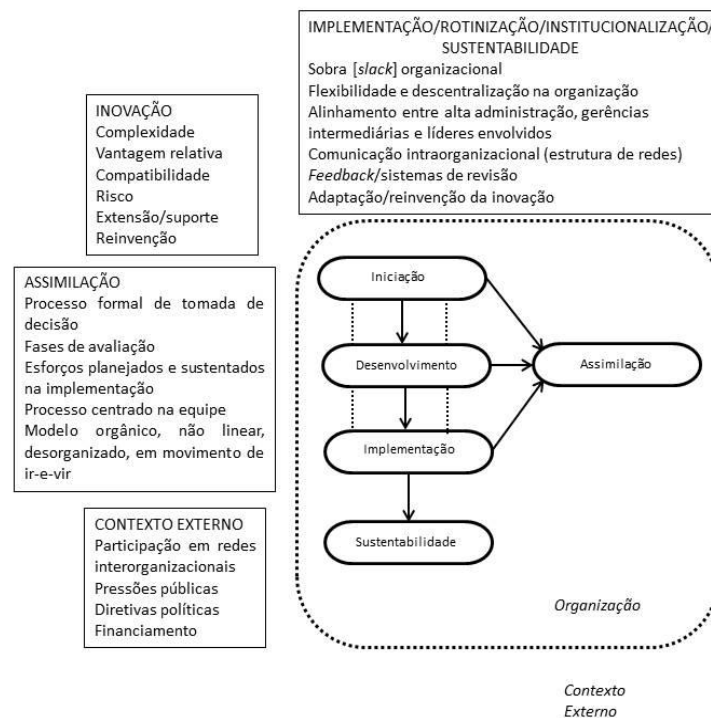 IMPLEMENTAÇÃO/ROTINIZAÇÃO/INSTITUCIONALIZAÇÃO/
SUSTENTABILIDADE
Sobra [slack] organizacional
Flexibilidade e descentralização na organização
Alinhamento entre alta administração, gerências
intermediárias e líderes envolvidos
Comunicação intraorganizacional (estrutura de redes)
Feedback/sistemas de revisão
Adaptação/reinvenção da inovação
INOVAÇÃO
Complexidade
Vantagem relativa
Compatibilidade
Risco
Extensão/suporte
Reinvenção
ASSIMILAÇÃO
Processo formal de tomada de
decisão
Fases de avaliação
Esforços planejados e sustentados
na implementação
Processo centrado na equipe
Modelo orgânico, não linear,
desorganizado, em movimento de
ir-e-vir
CONTEXTO EXTERNO
Participação em redes
interorganizacionais
Pressões públicas
Diretivas políticas
Financiamento
Iniciação
Desenvolvimento
Assimilação
Implementação
Sustentabilidade
Organização
Contexto
Externo